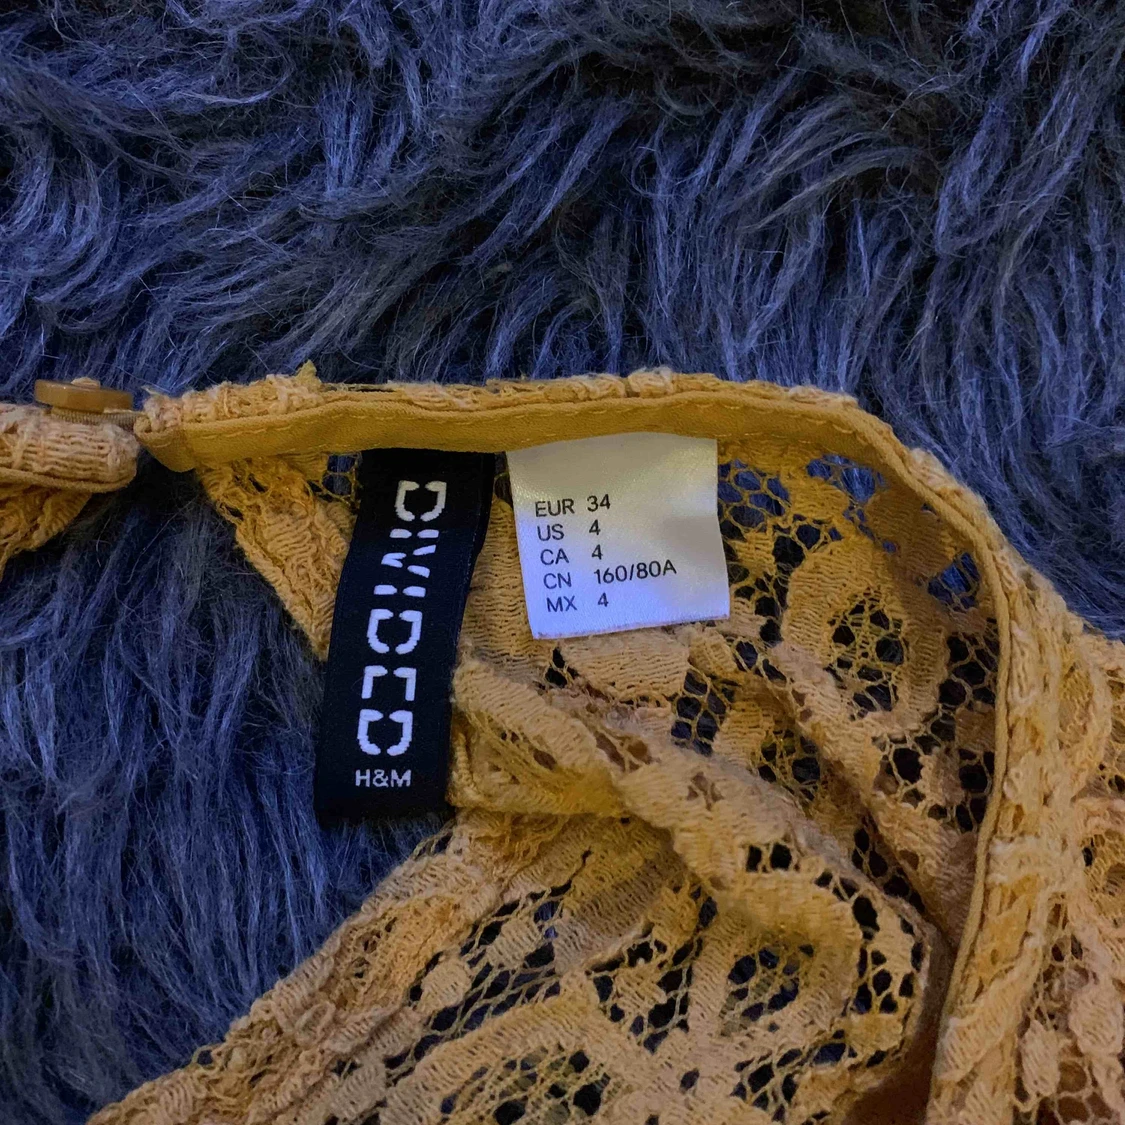 DIVIDED
H&M
EUR 34
US 4
CA 4
CN 160/80A
MX 4